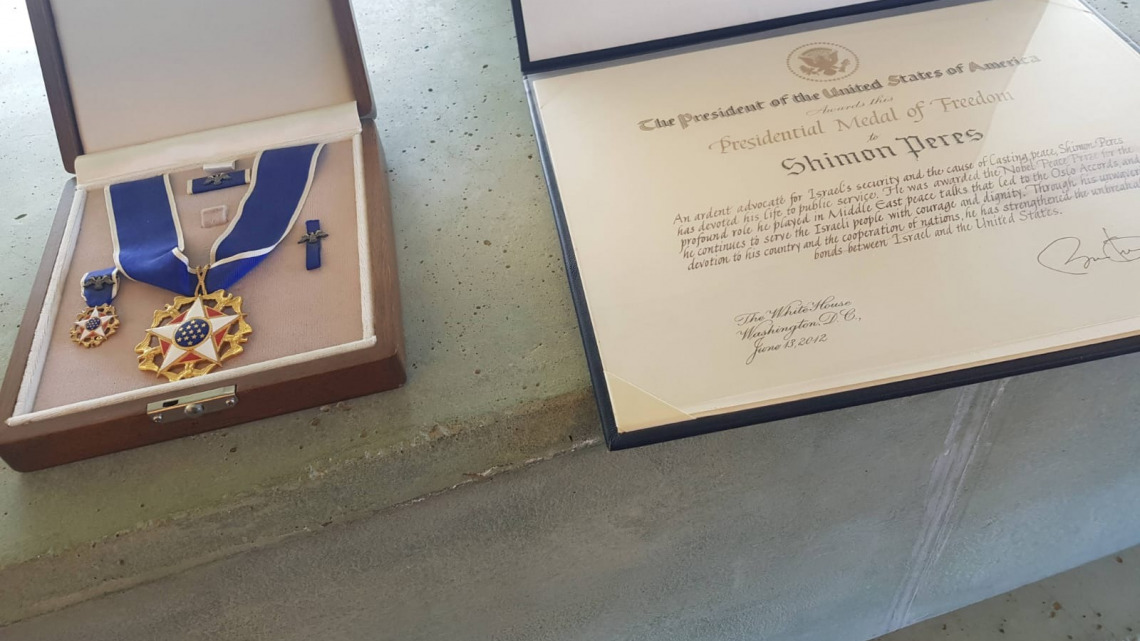 The President of the United States of America
Awards this
Presidential Medal of Freedom
to
Shimon Peres
An ardent advocate for Israel's security and the cause of lasting peace, Shimon Peres
has devoted his life to public service. He was awarded the Nobel Peace Prize for the
profound role he played in Middle East peace talks that led to the Oslo Accords, and
he continues to serve the Israeli people with courage and dignity. Through his unwavering
devotion to his country and the cooperation of nations, he has strengthened the unbreakable
bonds between Israel and the United States.
The White House
Washington, D.C.,
June 13, 2012